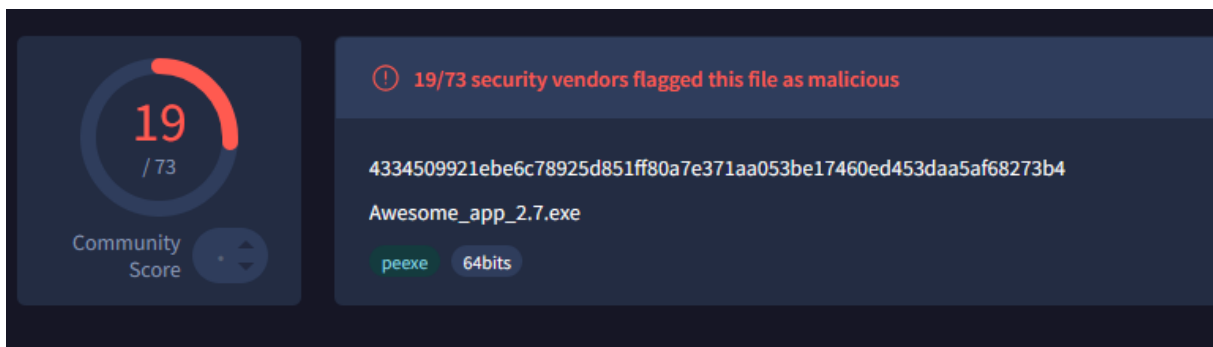 19
/ 73
Community
Score
19/73 security vendors flagged this file as malicious
4334509921ebe6c78925d851ff80a7e371aa053be17460ed453daa5af68273b4
Awesome_app_2.7.exe
peexe
64bits